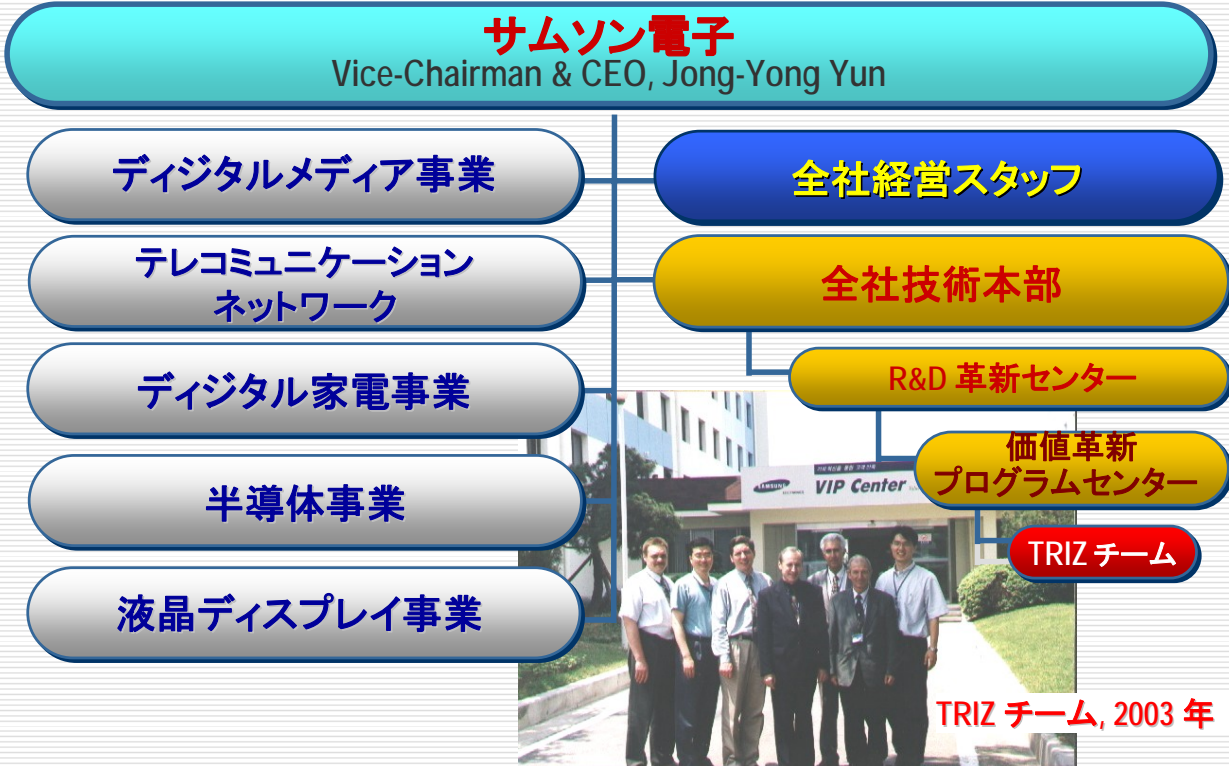 サムソン電子
Vice-Chairman & CEO, Jong-Yong Yun
ディジタルメディア事業
全社経営スタッフ
テレコミュニケーション
ネットワーク
全社技術本部
ディジタル家電事業
R&D 革新センター
価値革新
プログラムセンター
半導体事業
SAMSUNG
VIP Center
TRIZ チーム
液晶ディスプレイ事業
TRIZ チーム, 2003 年